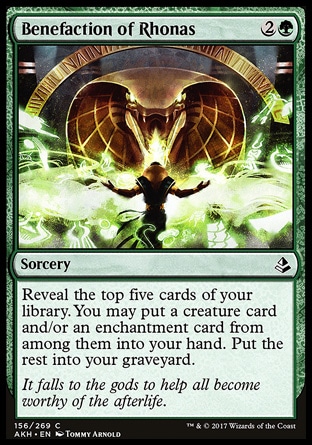 Benefaction of Rhonas 2
Sorcery
Reveal the top five cards of your
library. You may put a creature card
and/or an enchantment card from
among them into your hand. Put the
rest into your graveyard.
It falls to the gods to help all become
worthy of the afterlife.
156/269 C
AKH • EN Tommy Arnold
™ & © 2017 Wizards of the Coast